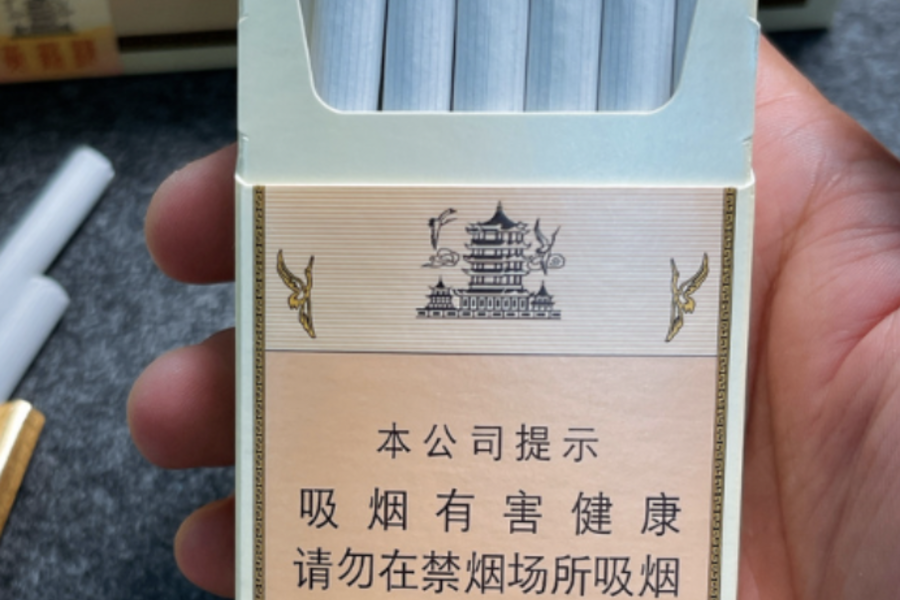 本公司提示
吸烟有害健康
请勿在禁烟场所吸烟